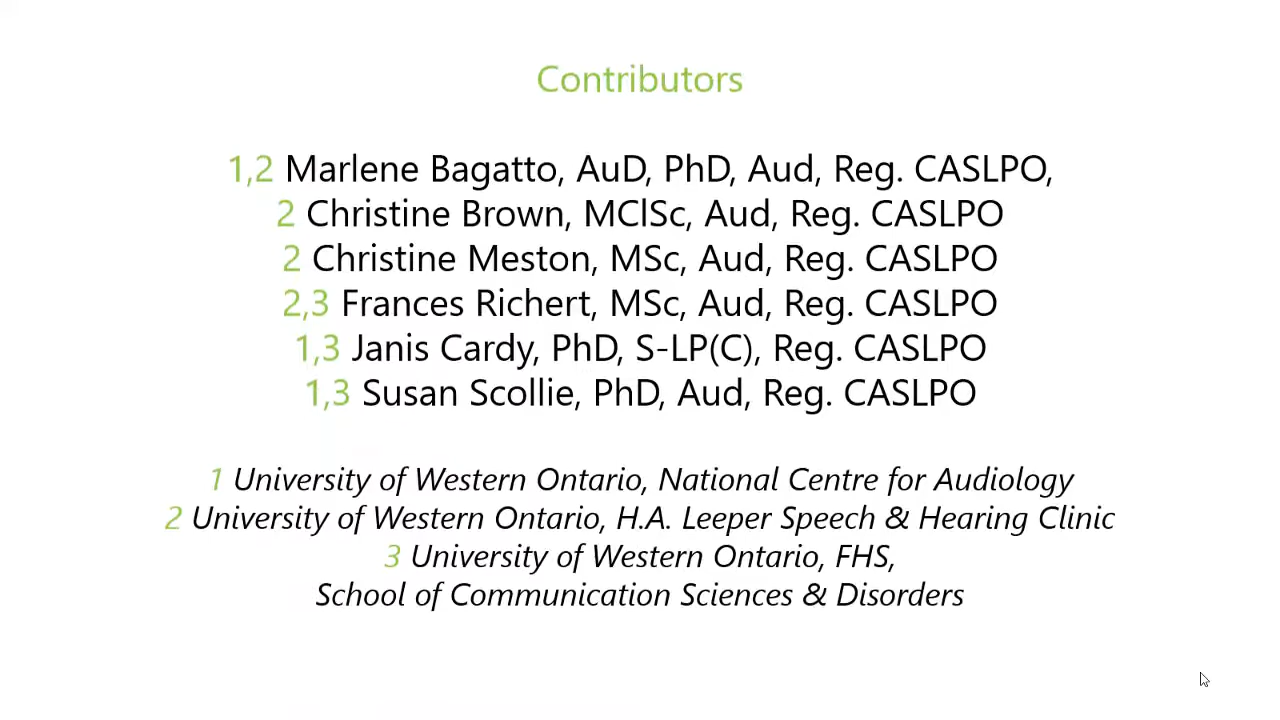 Contributors
1,2 Marlene Bagatto, AuD, PhD, Aud, Reg. CASLPO,
2 Christine Brown, MClSc, Aud, Reg. CASLPO
2 Christine Meston, MSc, Aud, Reg. CASLPO
2,3 Frances Richert, MSc, Aud, Reg. CASLPO
1,3 Janis Cardy, PhD, S-LP(C), Reg. CASLPO
1,3 Susan Scollie, PhD, Aud, Reg. CASLPO
1 University of Western Ontario, National Centre for Audiology
2 University of Western Ontario, H.A. Leeper Speech & Hearing Clinic
3 University of Western Ontario, FHS,
School of Communication Sciences & Disorders